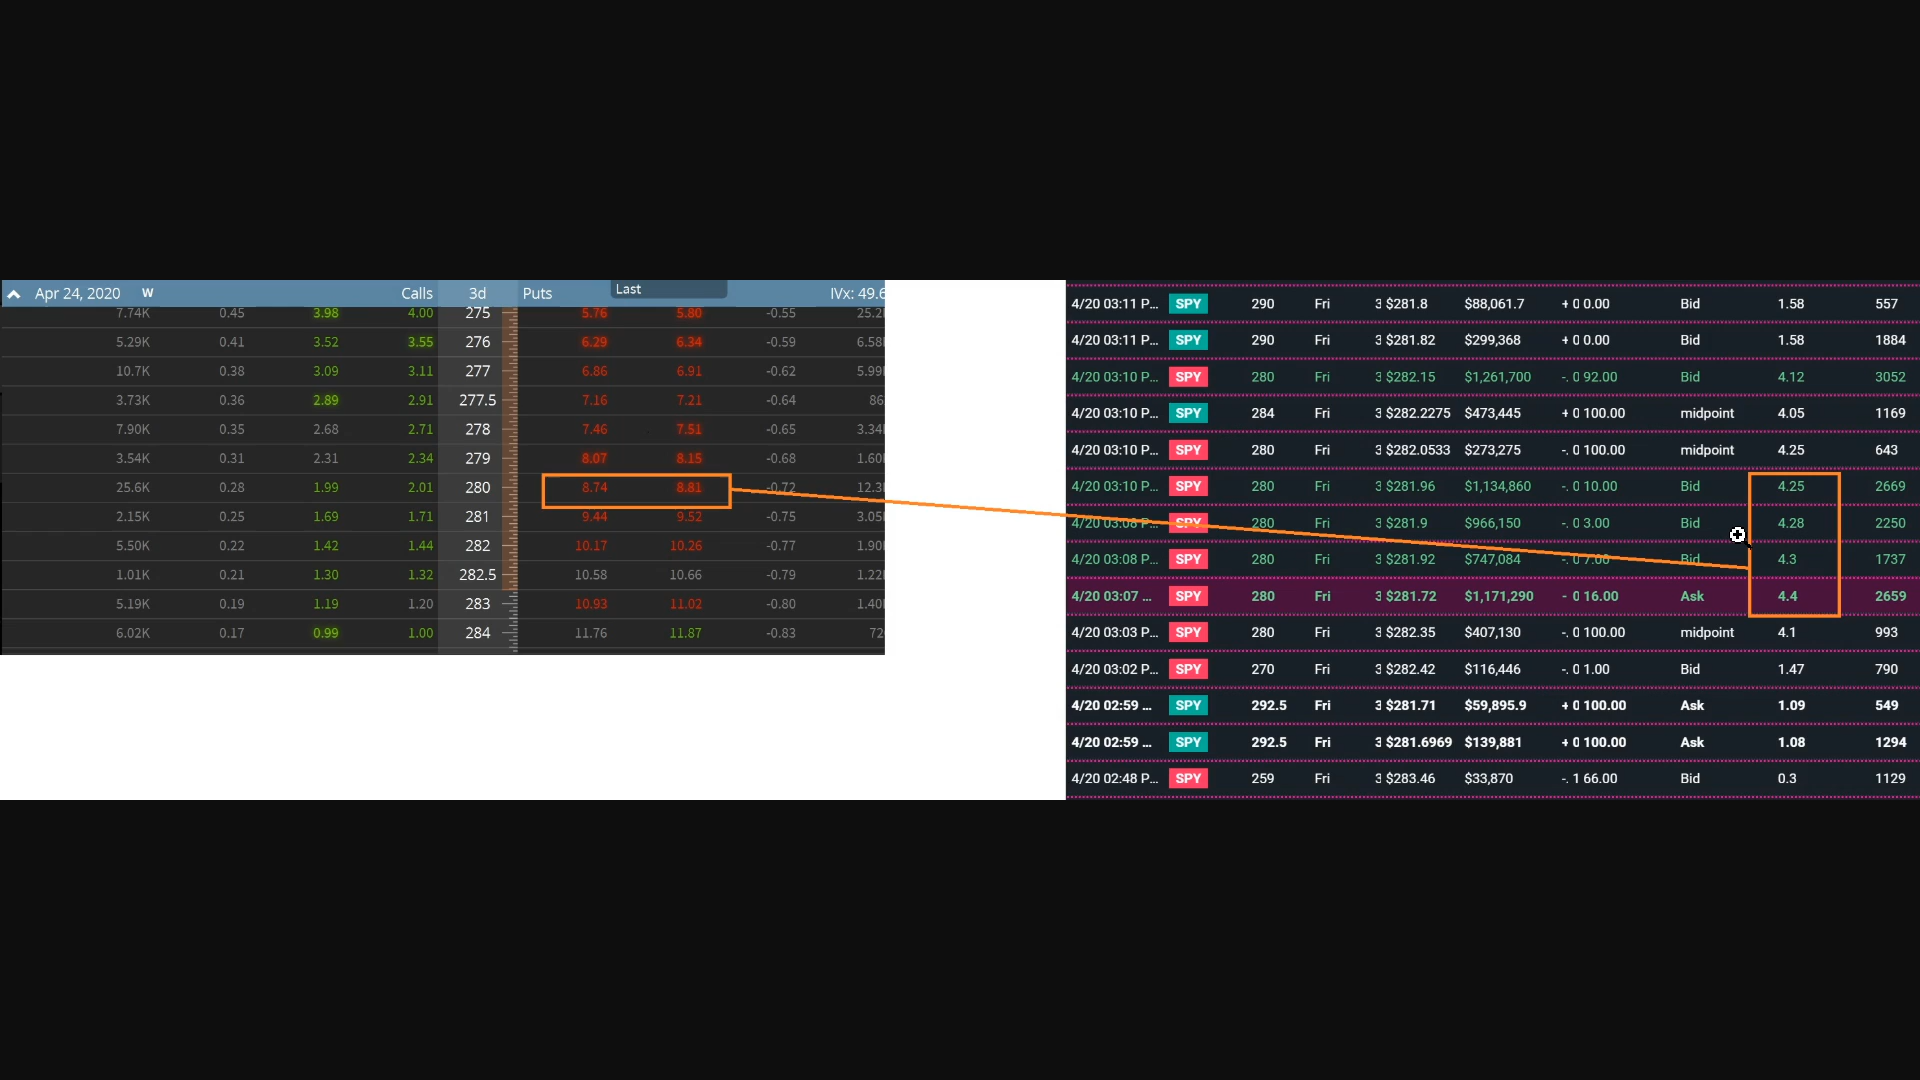 Apr 24, 2020 W Calls 3d Puts Last IVx: 49.6
7.74K 0.45 3.98 4.00 275 5.76 5.80 -0.55 25.2
5.29K 0.41 3.52 3.55 276 6.29 6.34 -0.59 6.58
10.7K 0.38 3.09 3.11 277 6.86 6.91 -0.62 5.99
3.73K 0.36 2.89 2.91 277.5 7.16 7.21 -0.64 86
7.90K 0.35 2.68 2.71 278 7.46 7.51 -0.65 3.34
3.54K 0.31 2.31 2.34 279 8.07 8.15 -0.68 1.60
25.6K 0.28 1.99 2.01 280 8.74 8.81 -0.72 12.3
2.15K 0.25 1.69 1.71 281 9.44 9.52 -0.75 3.05
5.50K 0.22 1.42 1.44 282 10.17 10.26 -0.77 1.90
1.01K 0.21 1.30 1.32 282.5 10.58 10.66 -0.79 1.22
5.19K 0.19 1.19 1.20 283 10.93 11.02 -0.80 1.40
6.02K 0.17 0.99 1.00 284 11.76 11.87 -0.83 72
4/20 03:11 P... SPY 290 Fri 3 $281.8 $88,061.7 + 0 0.00 Bid 1.58 557
4/20 03:11 P... SPY 290 Fri 3 $281.82 $299,368 + 0 0.00 Bid 1.58 1884
4/20 03:10 P... SPY 280 Fri 3 $282.15 $1,261,700 -. 0 92.00 Bid 4.12 3052
4/20 03:10 P... SPY 284 Fri 3 $282.2275 $473,445 + 0 100.00 midpoint 4.05 1169
4/20 03:10 P... SPY 280 Fri 3 $282.0533 $273,275 -. 0 100.00 midpoint 4.25 643
4/20 03:10 P... SPY 280 Fri 3 $281.96 $1,134,860 -. 0 10.00 Bid 4.25 2669
4/20 03:08 P... SPY 280 Fri 3 $281.9 $966,150 -. 0 3.00 Bid 4.28 2250
4/20 03:08 P... SPY 280 Fri 3 $281.92 $747,084 -. 0 7.00 Bid 4.3 1737
4/20 03:07 ... SPY 280 Fri 3 $281.72 $1,171,290 - 0 16.00 Ask 4.4 2659
4/20 03:03 P... SPY 280 Fri 3 $282.35 $407,130 -. 0 100.00 midpoint 4.1 993
4/20 03:02 P... SPY 270 Fri 3 $282.42 $116,446 -. 0 1.00 Bid 1.47 790
4/20 02:59 ... SPY 292.5 Fri 3 $281.71 $59,895.9 + 0 100.00 Ask 1.09 549
4/20 02:59 ... SPY 292.5 Fri 3 $281.6969 $139,881 + 0 100.00 Ask 1.08 1294
4/20 02:48 P... SPY 259 Fri 3 $283.46 $33,870 -. 1 66.00 Bid 0.3 1129